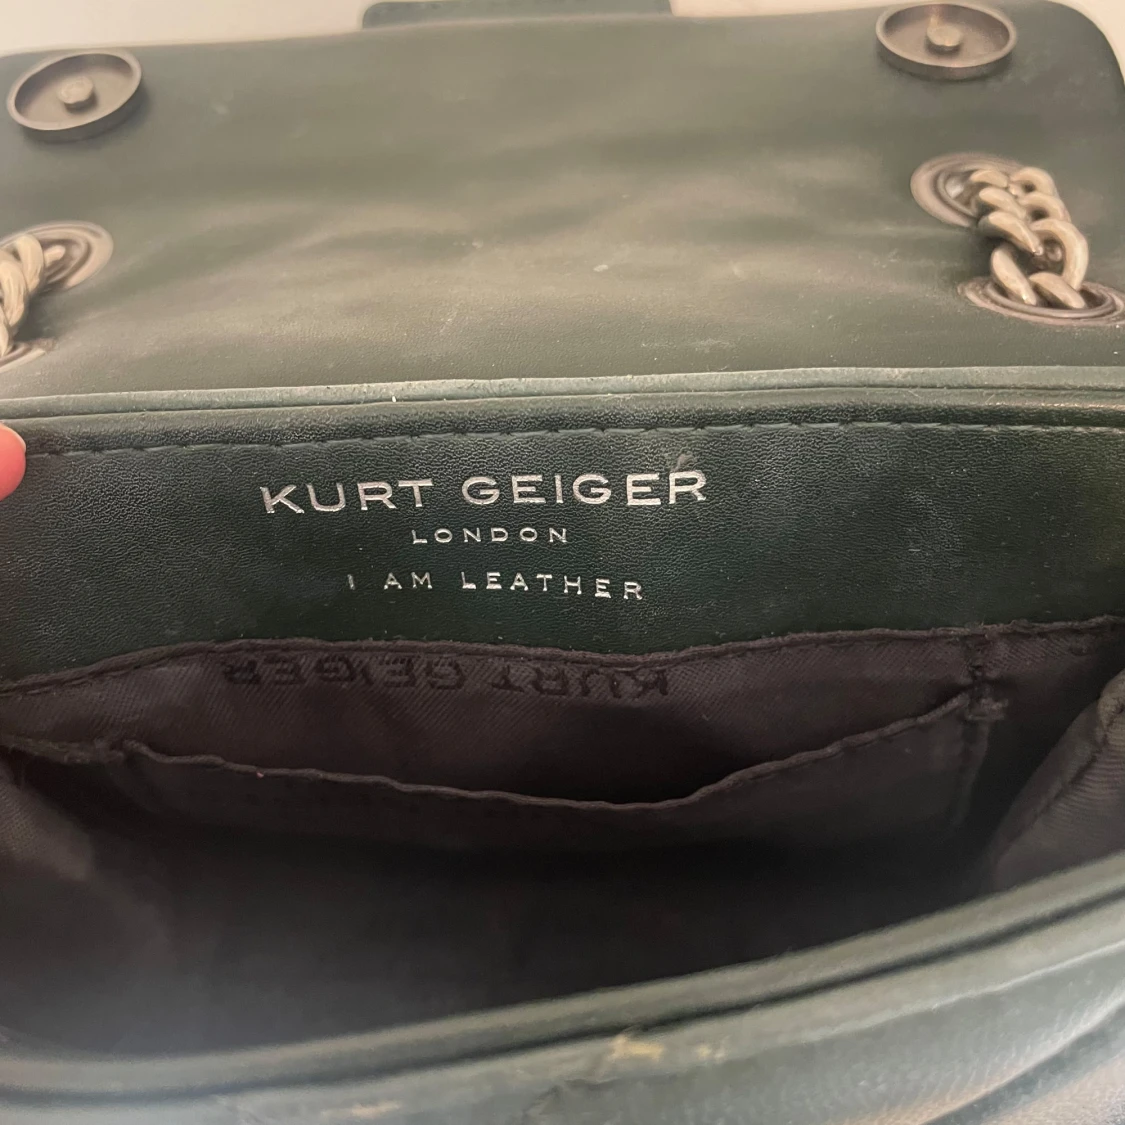 KURT GEIGER
LONDON
I AM LEATHER
KURT GEIGER